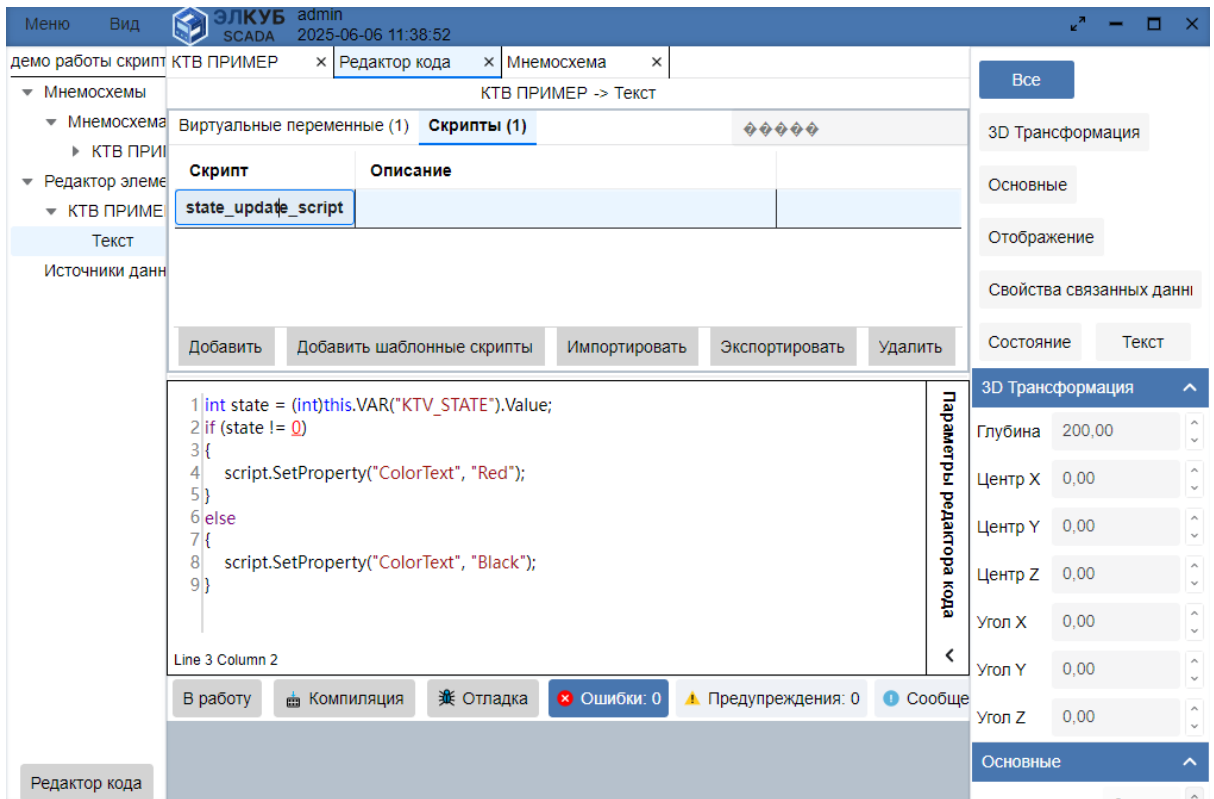 Меню Вид ЭЛКУБ SCADA admin 2025-06-06 11:38:52
демо работы скрипт
Мнемосхемы
Мнемосхема
КТВ ПРИ
Редактор элеме
КТВ ПРИМЕ
Текст
Источники данн
Редактор кода
КТВ ПРИМЕР × Редактор кода × Мнемосхема ×
КТВ ПРИМЕР -> Текст
Виртуальные переменные (1) Скрипты (1) �����
Скрипт Описание
state_update_script
Добавить Добавить шаблонные скрипты Импортировать Экспортировать Удалить
1 int state = (int)this.VAR("KTV_STATE").Value;
2 if (state != 0)
3 {
4 script.SetProperty("ColorText", "Red");
5 }
6 else
7 {
8 script.SetProperty("ColorText", "Black");
9 }
Line 3 Column 2
Параметры редактора кода
В работу Компиляция Отладка Ошибки: 0 Предупреждения: 0 Сообще
Все
3D Трансформация
Основные
Отображение
Свойства связанных данн
Состояние Текст
3D Трансформация
Глубина 200,00
Центр X 0,00
Центр Y 0,00
Центр Z 0,00
Угол X 0,00
Угол Y 0,00
Угол Z 0,00
Основные